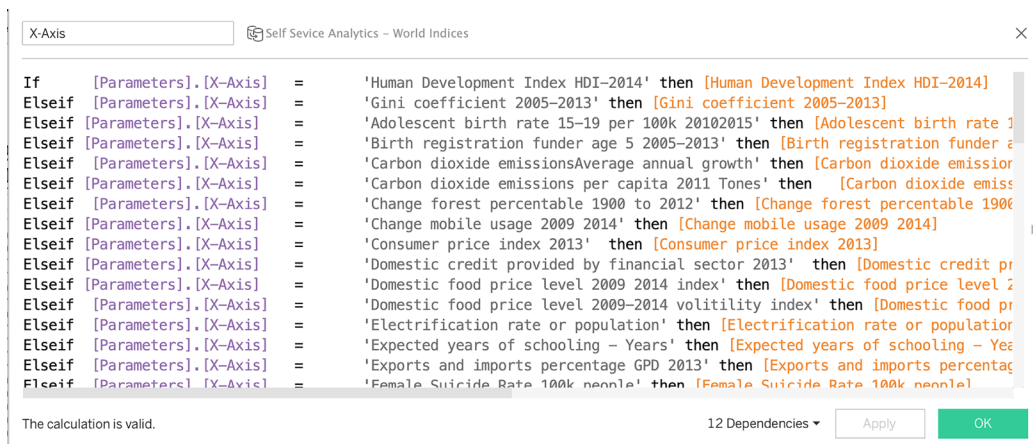 X-Axis
Self Sevice Analytics – World Indices
If [Parameters].[X-Axis] = 'Human Development Index HDI-2014' then [Human Development Index HDI-2014]
Elseif [Parameters].[X-Axis] = 'Gini coefficient 2005-2013' then [Gini coefficient 2005-2013]
Elseif [Parameters].[X-Axis] = 'Adolescent birth rate 15-19 per 100k 20102015' then [Adolescent birth rate 1
Elseif [Parameters].[X-Axis] = 'Birth registration funder age 5 2005-2013' then [Birth registration funder a
Elseif [Parameters].[X-Axis] = 'Carbon dioxide emissionsAverage annual growth' then [Carbon dioxide emission
Elseif [Parameters].[X-Axis] = 'Carbon dioxide emissions per capita 2011 Tones' then [Carbon dioxide emiss
Elseif [Parameters].[X-Axis] = 'Change forest percentable 1900 to 2012' then [Change forest percentable 1900
Elseif [Parameters].[X-Axis] = 'Change mobile usage 2009 2014' then [Change mobile usage 2009 2014]
Elseif [Parameters].[X-Axis] = 'Consumer price index 2013' then [Consumer price index 2013]
Elseif [Parameters].[X-Axis] = 'Domestic credit provided by financial sector 2013' then [Domestic credit pr
Elseif [Parameters].[X-Axis] = 'Domestic food price level 2009 2014 index' then [Domestic food price level 2
Elseif [Parameters].[X-Axis] = 'Domestic food price level 2009-2014 volitility index' then [Domestic food pr
Elseif [Parameters].[X-Axis] = 'Electrification rate or population' then [Electrification rate or population
Elseif [Parameters].[X-Axis] = 'Expected years of schooling - Years' then [Expected years of schooling - Yea
Elseif [Parameters].[X-Axis] = 'Exports and imports percentage GPD 2013' then [Exports and imports percentag
Elseif [Parameters].[X-Axis] = 'Female Suicide Rate 100k people' then [Female Suicide Rate 100k people]
The calculation is valid.
12 Dependencies
Apply
OK